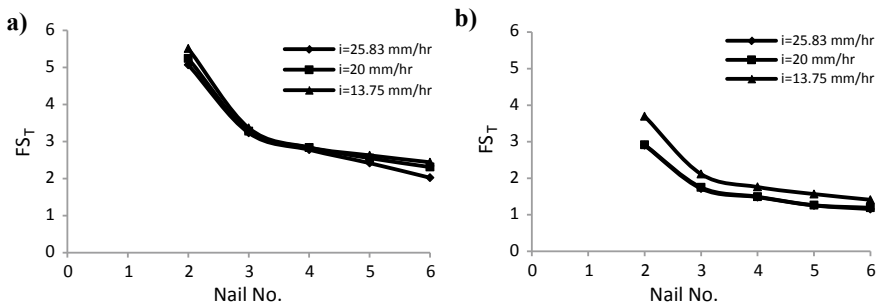 a)
6
5
4
3
2
1
0
FS_T
i=25.83 mm/hr
i=20 mm/hr
i=13.75 mm/hr
0 1 2 3 4 5 6
Nail No.
b)
6
5
4
3
2
1
0
FS_T
i=25.83 mm/hr
i=20 mm/hr
i=13.75 mm/hr
0 1 2 3 4 5 6
Nail No.